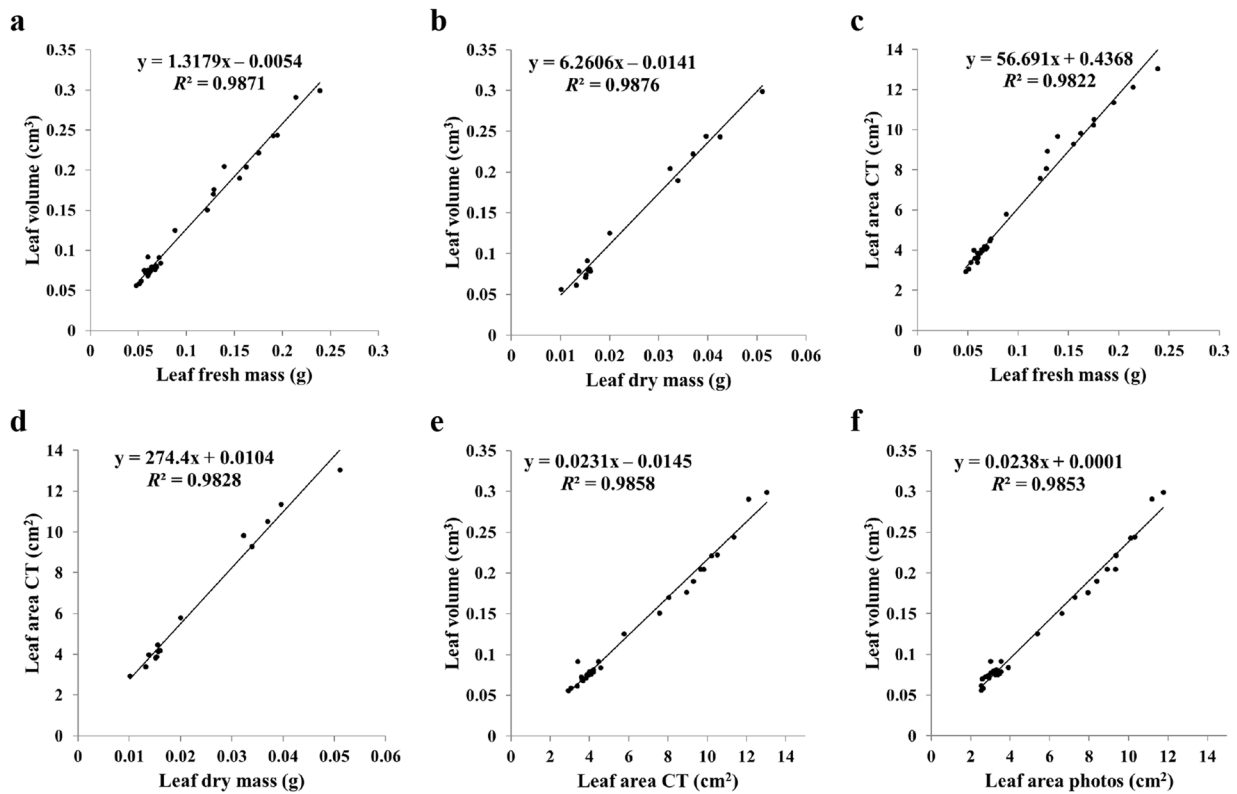 a
y = 1.3179x – 0.0054
R² = 0.9871
Leaf volume (cm³)
0.35
0.3
0.25
0.2
0.15
0.1
0.05
0
0 0.05 0.1 0.15 0.2 0.25 0.3
Leaf fresh mass (g)
b
y = 6.2606x – 0.0141
R² = 0.9876
Leaf volume (cm³)
0.35
0.3
0.25
0.2
0.15
0.1
0.05
0
0 0.01 0.02 0.03 0.04 0.05 0.06
Leaf dry mass (g)
c
y = 56.691x + 0.4368
R² = 0.9822
Leaf area CT (cm²)
14
12
10
8
6
4
2
0
0 0.05 0.1 0.15 0.2 0.25 0.3
Leaf fresh mass (g)
d
y = 274.4x + 0.0104
R² = 0.9828
Leaf area CT (cm²)
14
12
10
8
6
4
2
0
0 0.01 0.02 0.03 0.04 0.05 0.06
Leaf dry mass (g)
e
y = 0.0231x – 0.0145
R² = 0.9858
Leaf volume (cm³)
0.35
0.3
0.25
0.2
0.15
0.1
0.05
0
0 2 4 6 8 10 12 14
Leaf area CT (cm²)
f
y = 0.0238x + 0.0001
R² = 0.9853
Leaf volume (cm³)
0.35
0.3
0.25
0.2
0.15
0.1
0.05
0
0 2 4 6 8 10 12 14
Leaf area photos (cm²)